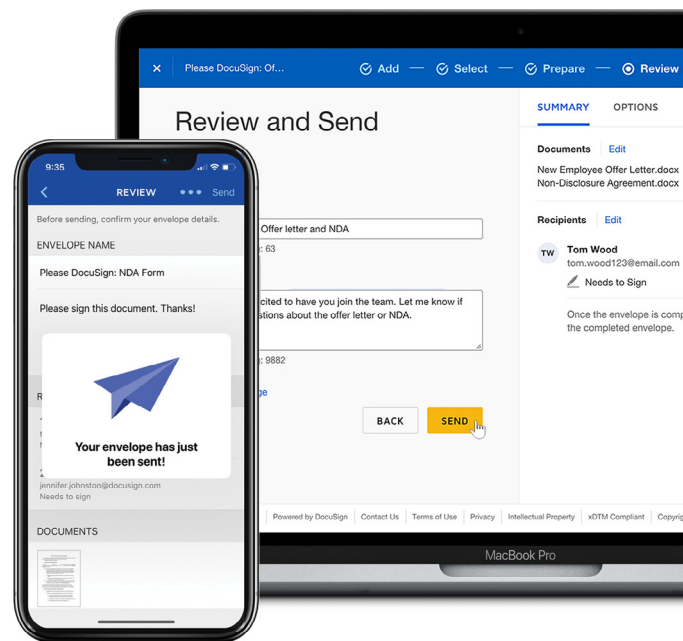 Please DocuSign: Of...
Add
Select
Prepare
Review
Review and Send
Offer letter and NDA
: 63
cited to have you join the team. Let me know if
stions about the offer letter or NDA.
: 9882
ge
BACK
SEND
SUMMARY
OPTIONS
Documents
Edit
New Employee Offer Letter.docx
Non-Disclosure Agreement.docx
Recipients
Edit
TW
Tom Wood
tom.wood123@email.com
Needs to Sign
Once the envelope is comp
the completed envelope.
Powered by DocuSign
Contact Us
Terms of Use
Privacy
Intellectual Property
xDTM Compliant
Copyrig
MacBook Pro
9:35
REVIEW
Send
Before sending, confirm your envelope details.
ENVELOPE NAME
Please DocuSign: NDA Form
Please sign this document. Thanks!
R
Your envelope has just
been sent!
2
jennifer.johnston@docusign.com
Needs to sign
DOCUMENTS